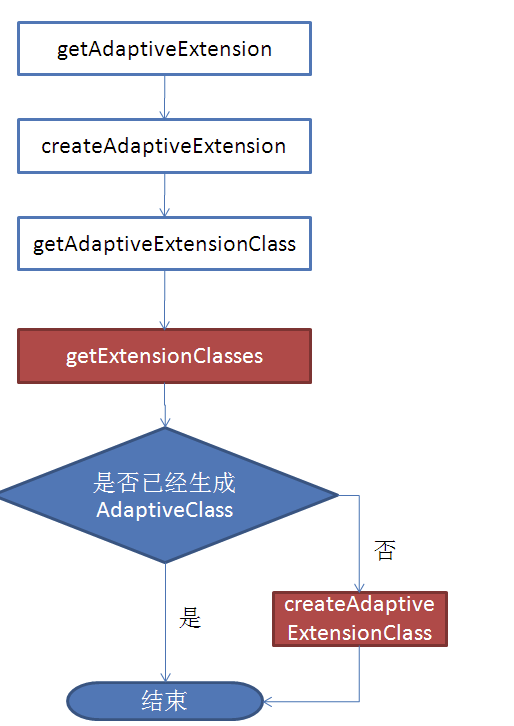 getAdaptiveExtension
createAdaptiveExtension
getAdaptiveExtensionClass
getExtensionClasses
是否已经生成
AdaptiveClass
否
createAdaptive
ExtensionClass
是
结束